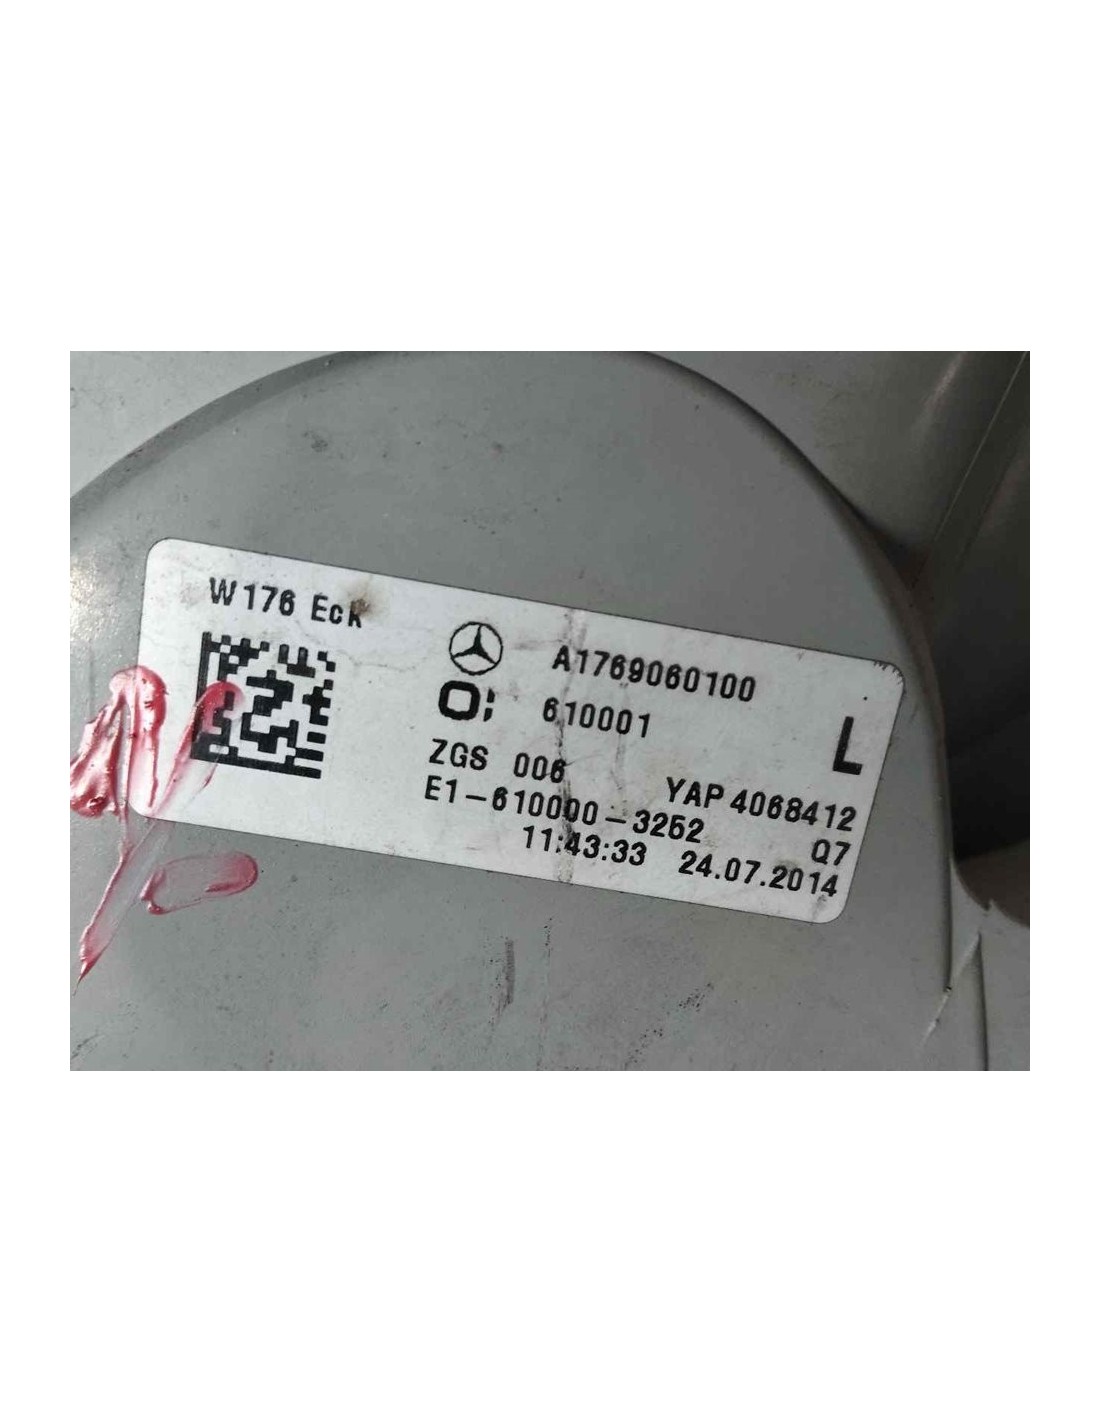 W176 Eck
A1769060100
610001
L
ZGS 006
YAP 4068412
E1-610000-3252
Q7
11:43:33 24.07.2014